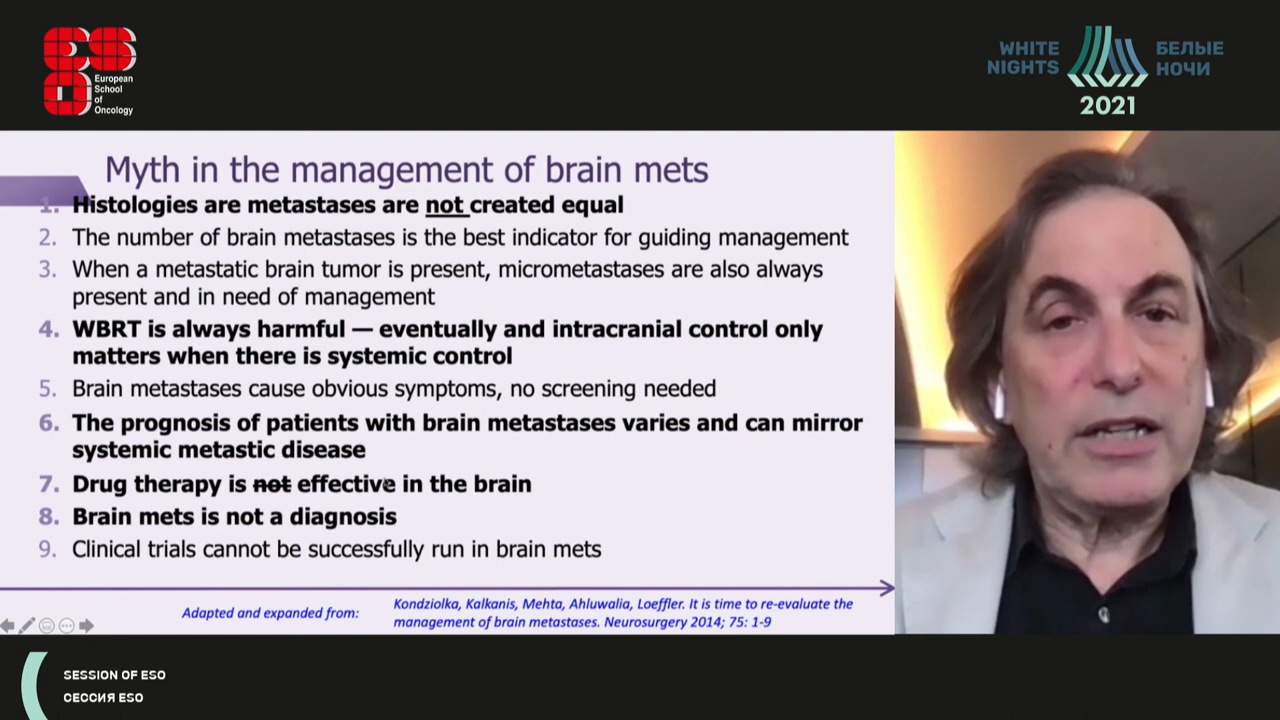 European
School
of
Oncology
WHITE
NIGHTS
БЕЛЫЕ
НОЧИ
2021
Myth in the management of brain mets
1. Histologies are metastases are not created equal
2. The number of brain metastases is the best indicator for guiding management
3. When a metastatic brain tumor is present, micrometastases are also always
present and in need of management
4. WBRT is always harmful — eventually and intracranial control only
matters when there is systemic control
5. Brain metastases cause obvious symptoms, no screening needed
6. The prognosis of patients with brain metastases varies and can mirror
systemic metastic disease
7. Drug therapy is not effective in the brain
8. Brain mets is not a diagnosis
9. Clinical trials cannot be successfully run in brain mets
Adapted and expanded from:
Kondziolka, Kalkanis, Mehta, Ahluwalia, Loeffler. It is time to re-evaluate the
management of brain metastases. Neurosurgery 2014; 75: 1-9
SESSION OF ESO
СЕССИЯ ESO